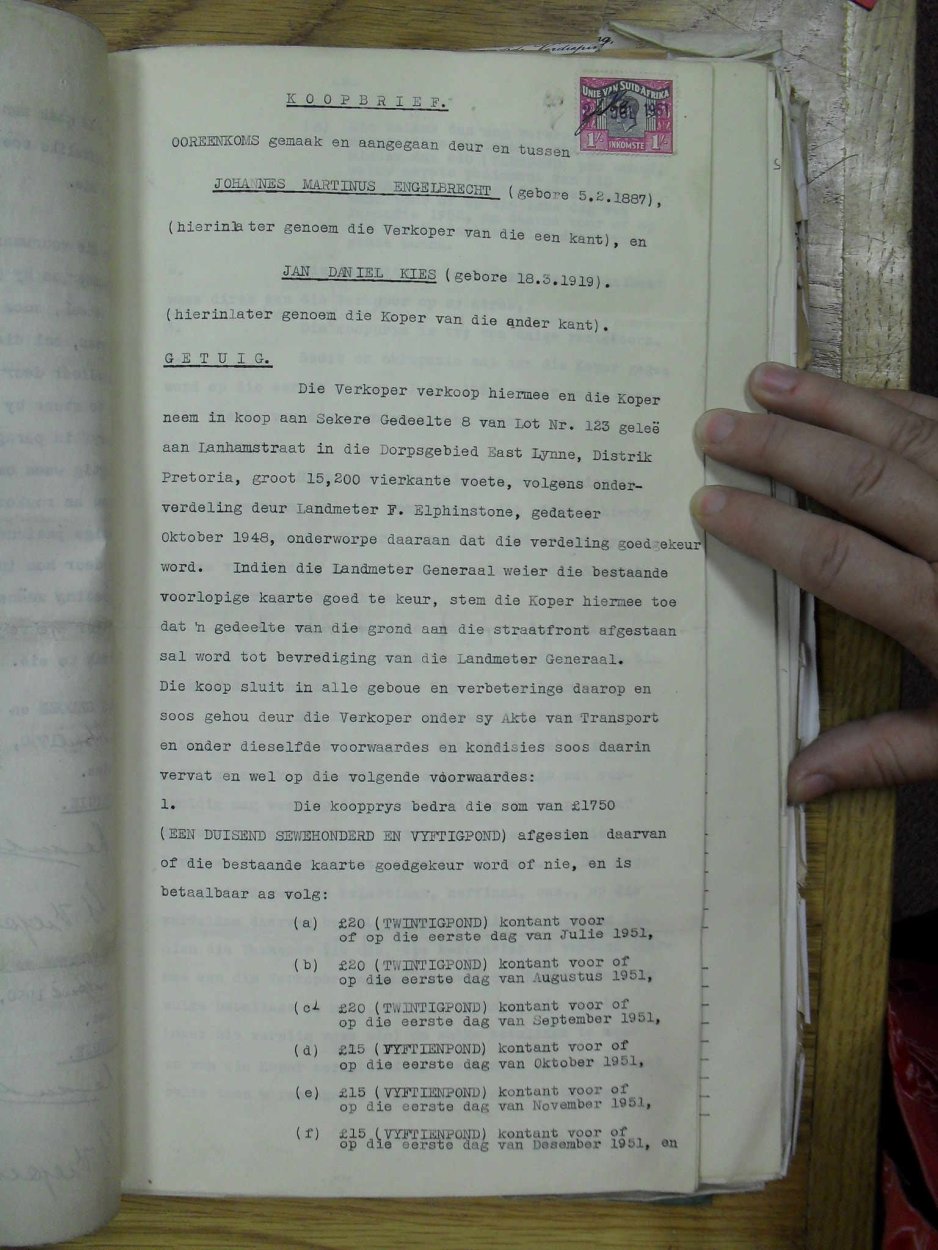 K O O P B R I E F.
UNIE VAN SUID-AFRIKA
JUL 1951
1/- INKOMSTE 1/-
OOREENKOMS gemaak en aangegaan deur en tussen
JOHANNES MARTINUS ENGELBRECHT (gebore 5.2.1887),
(hierinlater genoem die Verkoper van die een kant), en
JAN DANIEL KIES (gebore 18.3.1919).
(hierinlater genoem die Koper van die ander kant).
G E T U I G.
Die Verkoper verkoop hiermee en die Koper
neem in koop aan Sekere Gedeelte 8 van Lot Nr. 123 geleë
aan Lanhamstraat in die Dorpsgebied East Lynne, Distrik
Pretoria, groot 15,200 vierkante voete, volgens onder-
verdeling deur Landmeter F. Elphinstone, gedateer
Oktober 1948, onderworpe daaraan dat die verdeling goedgekeur
word. Indien die Landmeter Generaal weier die bestaande
voorlopige kaarte goed te keur, stem die Koper hiermee toe
dat 'n gedeelte van die grond aan die straatfront afgestaan
sal word tot bevrediging van die Landmeter Generaal.
Die koop sluit in alle geboue en verbeteringe daarop en
soos gehou deur die Verkoper onder sy Akte van Transport
en onder dieselfde voorwaardes en kondisies soos daarin
vervat en wel op die volgende voorwaardes:
1. Die koopprys bedra die som van £1750
(EEN DUISEND SEWEHONDERD EN VYFTIGPOND) afgesien daarvan
of die bestaande kaarte goedgekeur word of nie, en is
betaalbaar as volg:
(a) £20 (TWINTIGPOND) kontant voor
of op die eerste dag van Julie 1951,
(b) £20 (TWINTIGPOND) kontant voor of
op die eerste dag van Augustus 1951,
(c £20 (TWINTIGPOND) kontant voor of
op die eerste dag van September 1951,
(d) £15 (VYFTIENPOND) kontant voor of
op die eerste dag van Oktober 1951,
(e) £15 (VYFTIENPOND) kontant voor of
op die eerste dag van November 1951,
(f) £15 (VYFTIENPOND) kontant voor of
op die eerste dag van Desember 1951, en